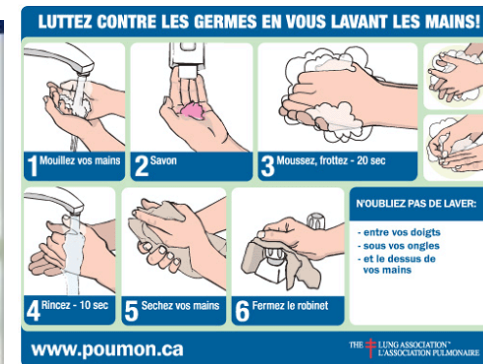 LUTTEZ CONTRE LES GERMES EN VOUS LAVANT LES MAINS!
1 Mouillez vos mains
2 Savon
3 Moussez, frottez - 20 sec
4 Rincez - 10 sec
5 Sechez vos mains
6 Fermez le robinet
N'OUBLIEZ PAS DE LAVER:
- entre vos doigts
- sous vos ongles
- et le dessus de
vos mains
www.poumon.ca
THE LUNG ASSOCIATION™
L'ASSOCIATION PULMONAIRE